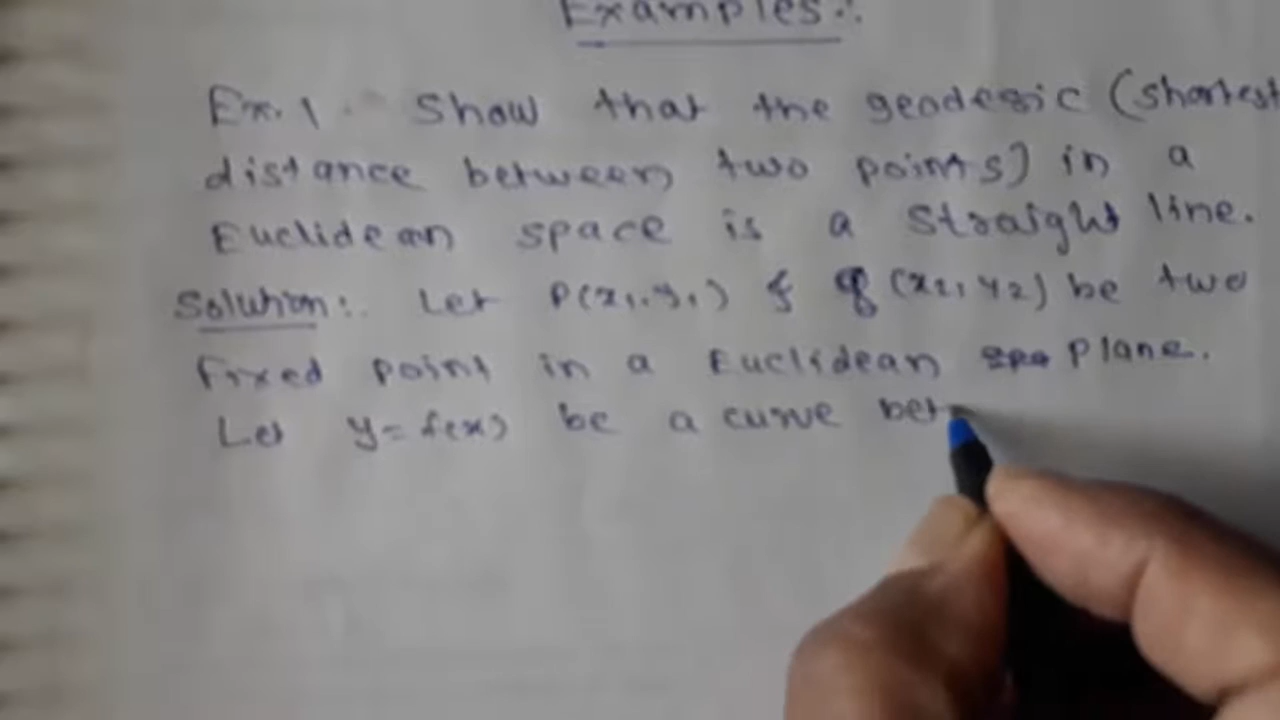 Examples:.
Ex. 1. Show that the geodesic (shortest
distance between two points) in a
Euclidean space is a straight line.
Solution:. Let P(x1, y1) & Q (x2, y2) be two
fixed point in a Euclidean spa plane.
Let y = f(x) be a curve bet